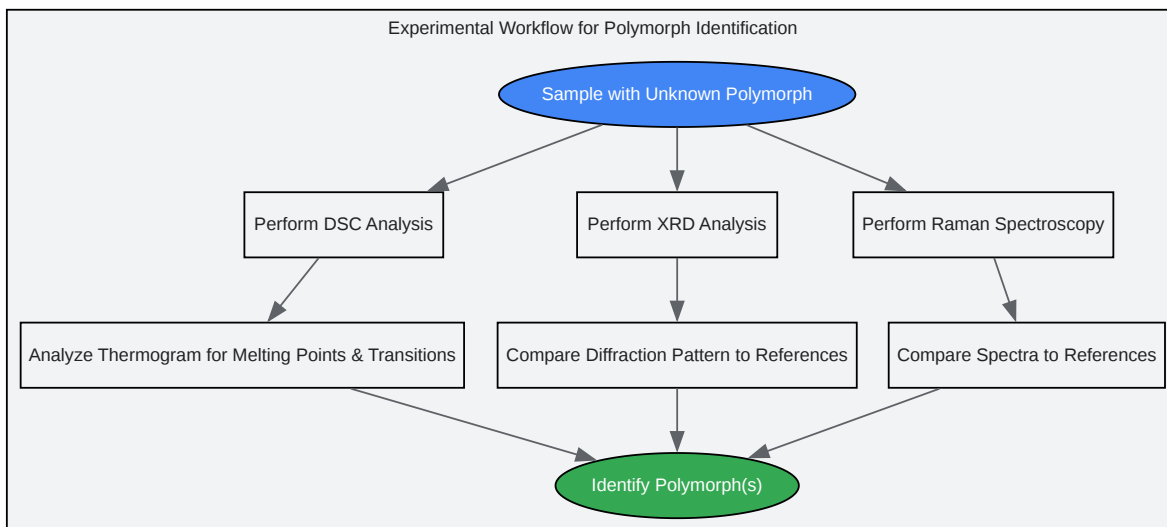 Experimental Workflow for Polymorph Identification
Sample with Unknown Polymorph
Perform DSC Analysis
Perform XRD Analysis
Perform Raman Spectroscopy
Analyze Thermogram for Melting Points & Transitions
Compare Diffraction Pattern to References
Compare Spectra to References
Identify Polymorph(s)